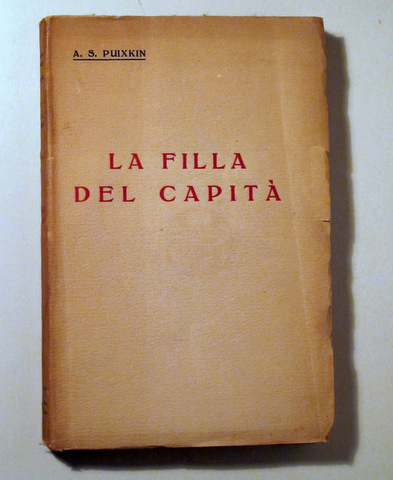 A. S. PUIXKIN
LA FILLA
DEL CAPITÀ